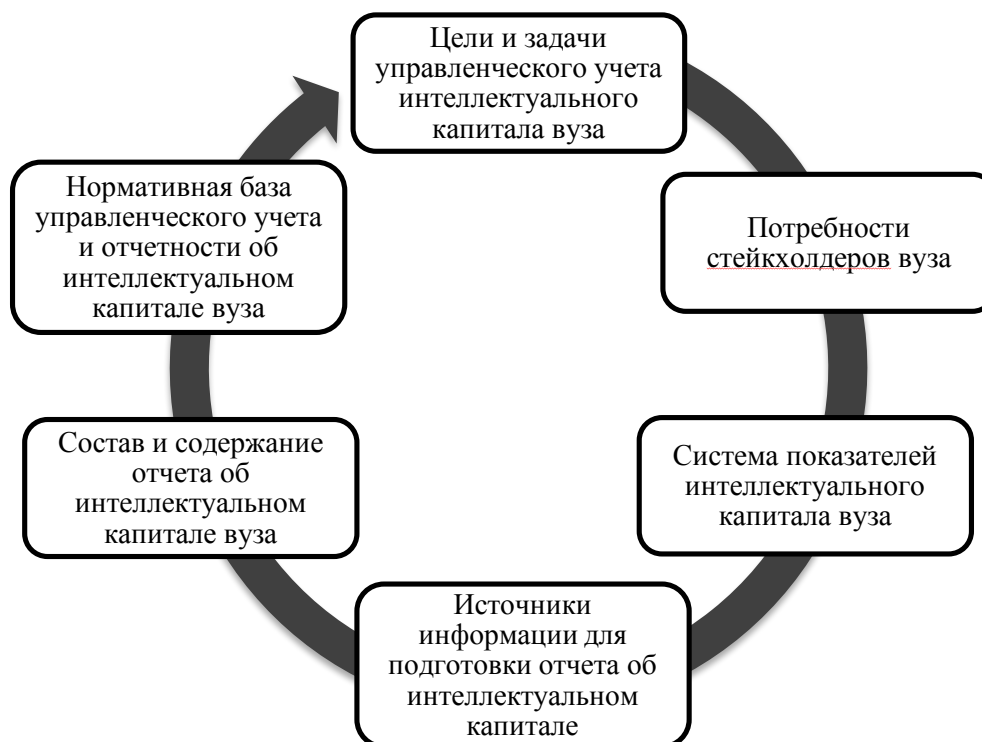 Цели и задачи
управленческого учета
интеллектуального
капитала вуза
Потребности
стейкхолдеров вуза
Система показателей
интеллектуального
капитала вуза
Источники
информации для
подготовки отчета об
интеллектуальном
капитале
Состав и содержание
отчета об
интеллектуальном
капитале вуза
Нормативная база
управленческого учета
и отчетности об
интеллектуальном
капитале вуза